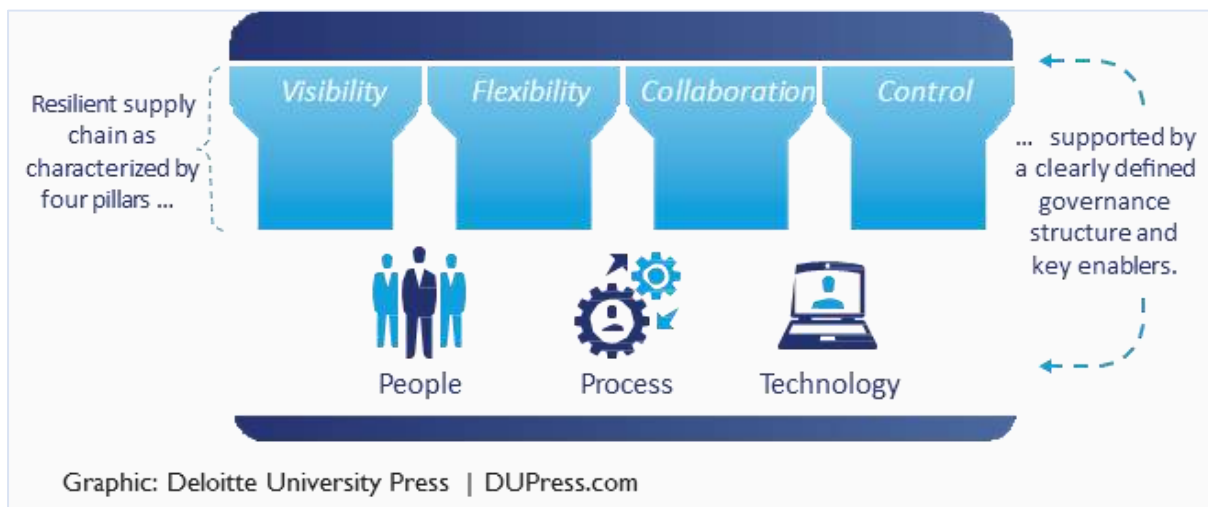 Visibility
Flexibility
Collaboration
Control
Resilient supply
chain as
characterized by
four pillars ...
... supported by
a clearly defined
governance
structure and
key enablers.
People
Process
Technology
Graphic: Deloitte University Press | DUPress.com